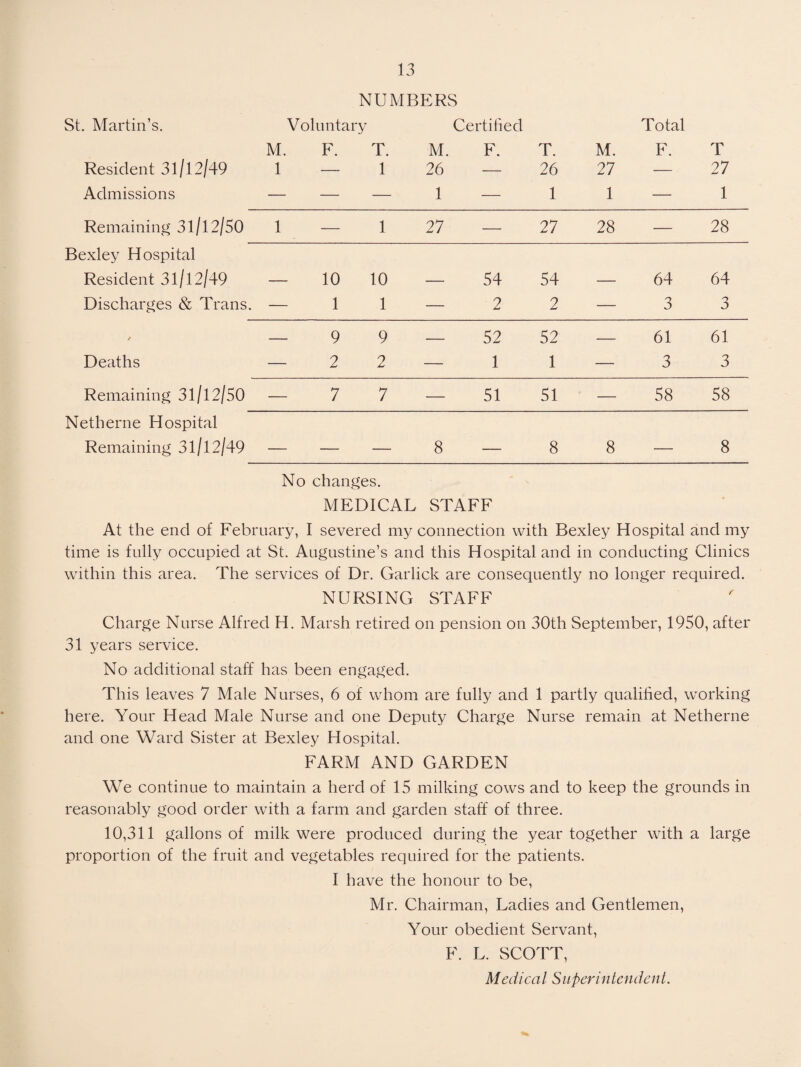 13
NUMBERS
St. Martin's. Voluntary Certified Total
M. F. T. M. F. T. M. F. T
Resident 31/12/49 1 — 1 26 — 26 27 — 27
Admissions — — — 1 — 1 1 — 1
Remaining 31/12/50 1 — 1 27 — 27 28 — 28
Bexley Hospital
Resident 31/12/49 — 10 10 — 54 54 — 64 64
Discharges & Trans. — 1 1 — 2 2 — 3 3
— 9 9 — 52 52 — 61 61
Deaths — 2 2 — 1 1 — 3 3
Remaining 31/12/50 — 7 7 — 51 51 — 58 58
Netherne Hospital
Remaining 31/12/49 — — — 8 — 8 8 — 8
No changes.
MEDICAL STAFF
At the end of February, I severed my connection with Bexley Hospital and my
time is fully occupied at St. Augustine's and this Hospital and in conducting Clinics
within this area. The services of Dr. Garlick are consequently no longer required.
NURSING STAFF
Charge Nurse Alfred H. Marsh retired on pension on 30th September, 1950, after
31 years service.
No additional staff has been engaged.
This leaves 7 Male Nurses, 6 of whom are fully and 1 partly qualified, working
here. Your Head Male Nurse and one Deputy Charge Nurse remain at Netherne
and one Ward Sister at Bexley Hospital.
FARM AND GARDEN
We continue to maintain a herd of 15 milking cows and to keep the grounds in
reasonably good order with a farm and garden staff of three.
10,311 gallons of milk were produced during the year together with a large
proportion of the fruit and vegetables required for the patients.
I have the honour to be,
Mr. Chairman, Ladies and Gentlemen,
Your obedient Servant,
F. L. SCOTT,
Medical Superintendent.